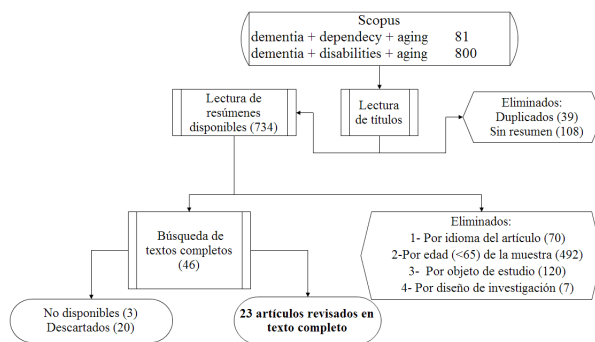 Scopus
dementia + dependecy + aging 81
dementia + disabilities + aging 800
Lectura de
resúmenes
disponibles (734)
Lectura
de títulos
Eliminados:
Duplicados (39)
Sin resumen (108)
Búsqueda de
textos completos
(46)
Eliminados:
1- Por idioma del artículo (70)
2-Por edad (<65) de la muestra (492)
3- Por objeto de estudio (120)
4- Por diseño de investigación (7)
No disponibles (3)
Descartados (20)
23 artículos revisados en
texto completo